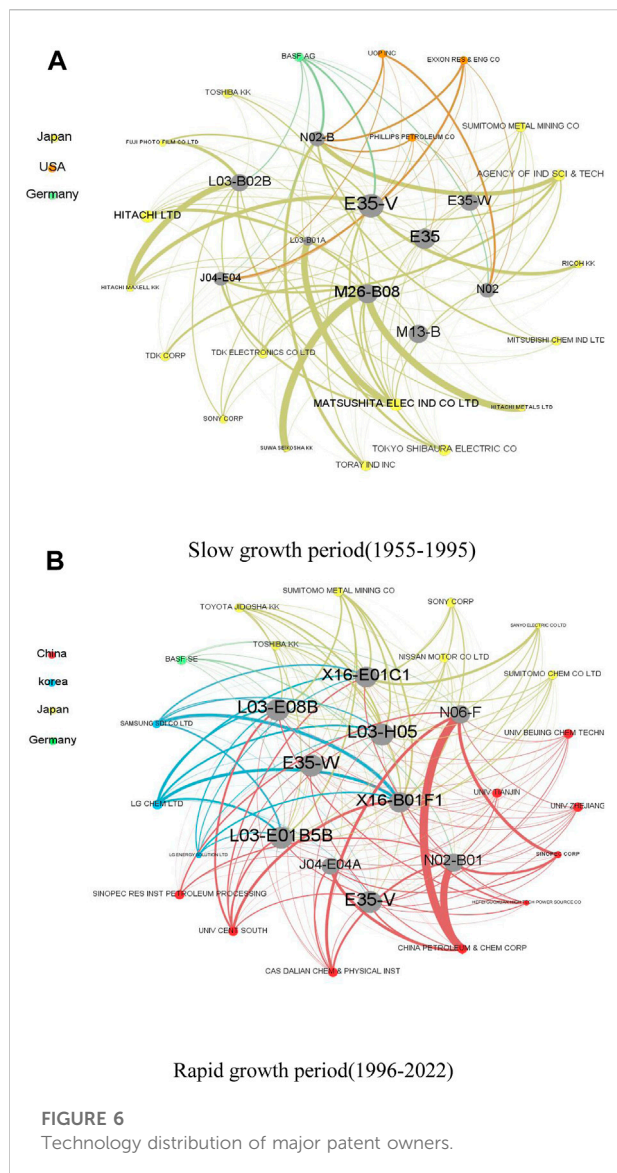 A
BASF AG
UOP INC
EXXON RES & ENG CO
TOSHIBA KK
Japan
FUJI PHOTO FILM CO LTD
N02-B
PHILLIPS PETROLEUM CO
SUMITOMO METAL MINING CO
USA
L03-B02B
AGENCY OF IND SCI & TECH
Germany
HITACHI LTD
E35-V
E35-W
L03-B01A
E35
RICOH KK
HITACHI MAXELL KK
J04-E04
M26-B08
N02
M13-B
MITSUBISHI CHEM IND LTD
TDK CORP
TDK ELECTRONICS CO LTD
MATSUSHITA ELEC IND CO LTD
HITACHI METALS LTD
SONY CORP
SUWA SEIKOSHA KK
TOKYO SHIBAURA ELECTRIC CO
TORAY IND INC
Slow growth period(1955-1995)
B
SUMITOMO METAL MINING CO
TOYOTA JIDOSHA KK
SONY CORP
China
TOSHIBA KK
SANYO ELECTRIC CO LTD
BASF SE
NISSAN MOTOR CO LTD
korea
X16-E01C1
SUMITOMO CHEM CO LTD
Japan
L03-E08B
N06-F
SAMSUNG SDI CO LTD
L03-H05
UNIV BEIJING CHEM TECHN
Germany
E35-W
UNIV TIANJIN
LG CHEM LTD
X16-B01F1
UNIV ZHEJIANG
L03-E01B5B
LG ENERGY SOLUTION LTD
J04-E04A
N02-B01
SINOPEC CORP
SINOPEC RES INST PETROLEUM PROCESSING
E35-V
UNIV CENT SOUTH
CHINA PETROLEUM & CHEM CORP
CAS DALIAN CHEM & PHYSICAL INST
Rapid growth period(1996-2022)
FIGURE 6
Technology distribution of major patent owners.